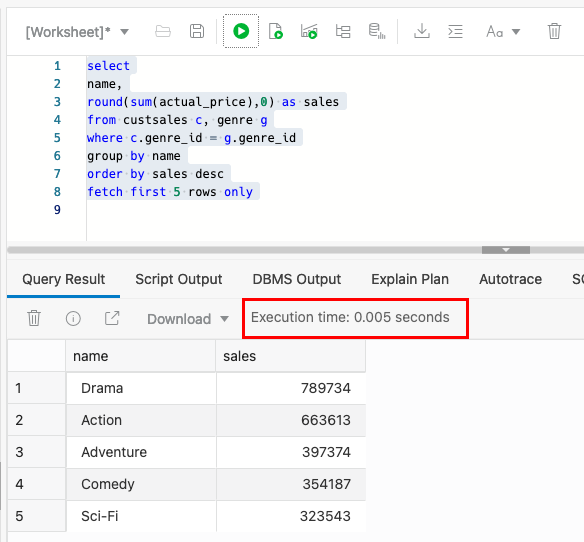 [Worksheet]*
Aa
1 select
2 name,
3 round(sum(actual_price),0) as sales
4 from custsales c, genre g
5 where c.genre_id = g.genre_id
6 group by name
7 order by sales desc
8 fetch first 5 rows only
9
Query Result Script Output DBMS Output Explain Plan Autotrace SC
Download Execution time: 0.005 seconds
name sales
1 Drama 789734
2 Action 663613
3 Adventure 397374
4 Comedy 354187
5 Sci-Fi 323543